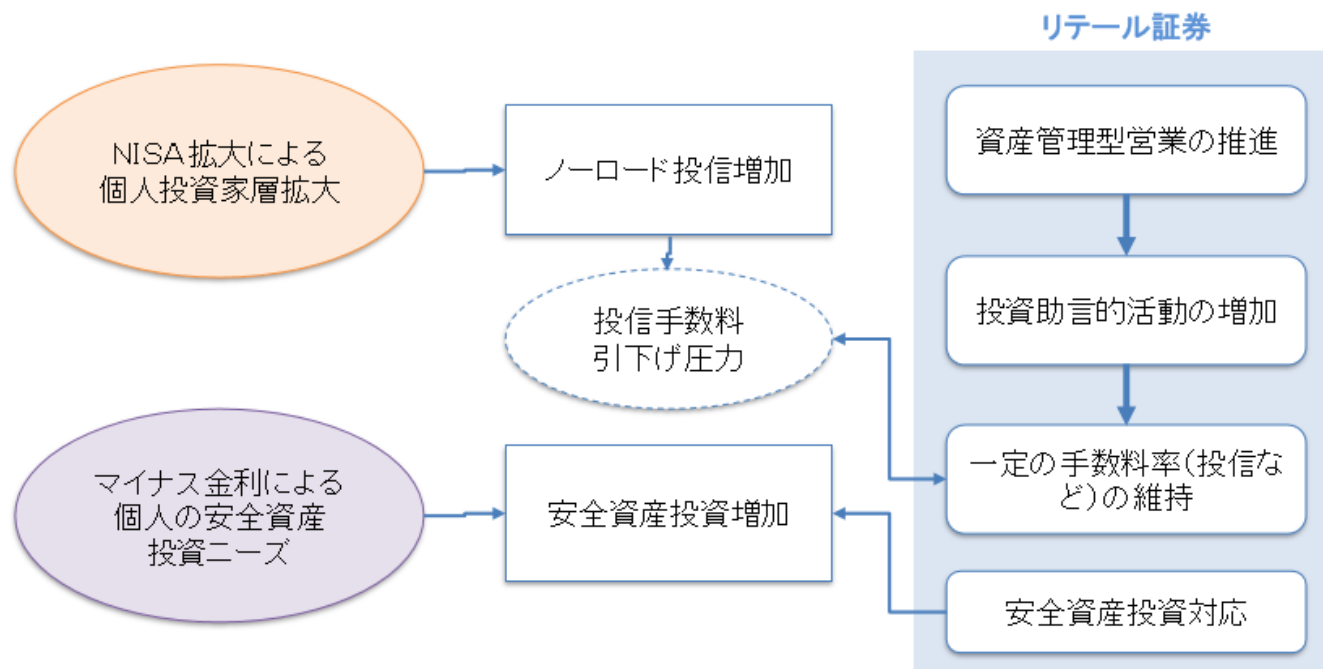 リテール証券
NISA拡大による
個人投資家層拡大
ノーロード投信増加
資産管理型営業の推進
投信手数料
引下げ圧力
投資助言的活動の増加
マイナス金利による
個人の安全資産
投資ニーズ
安全資産投資増加
一定の手数料率(投信な
ど)の維持
安全資産投資対応